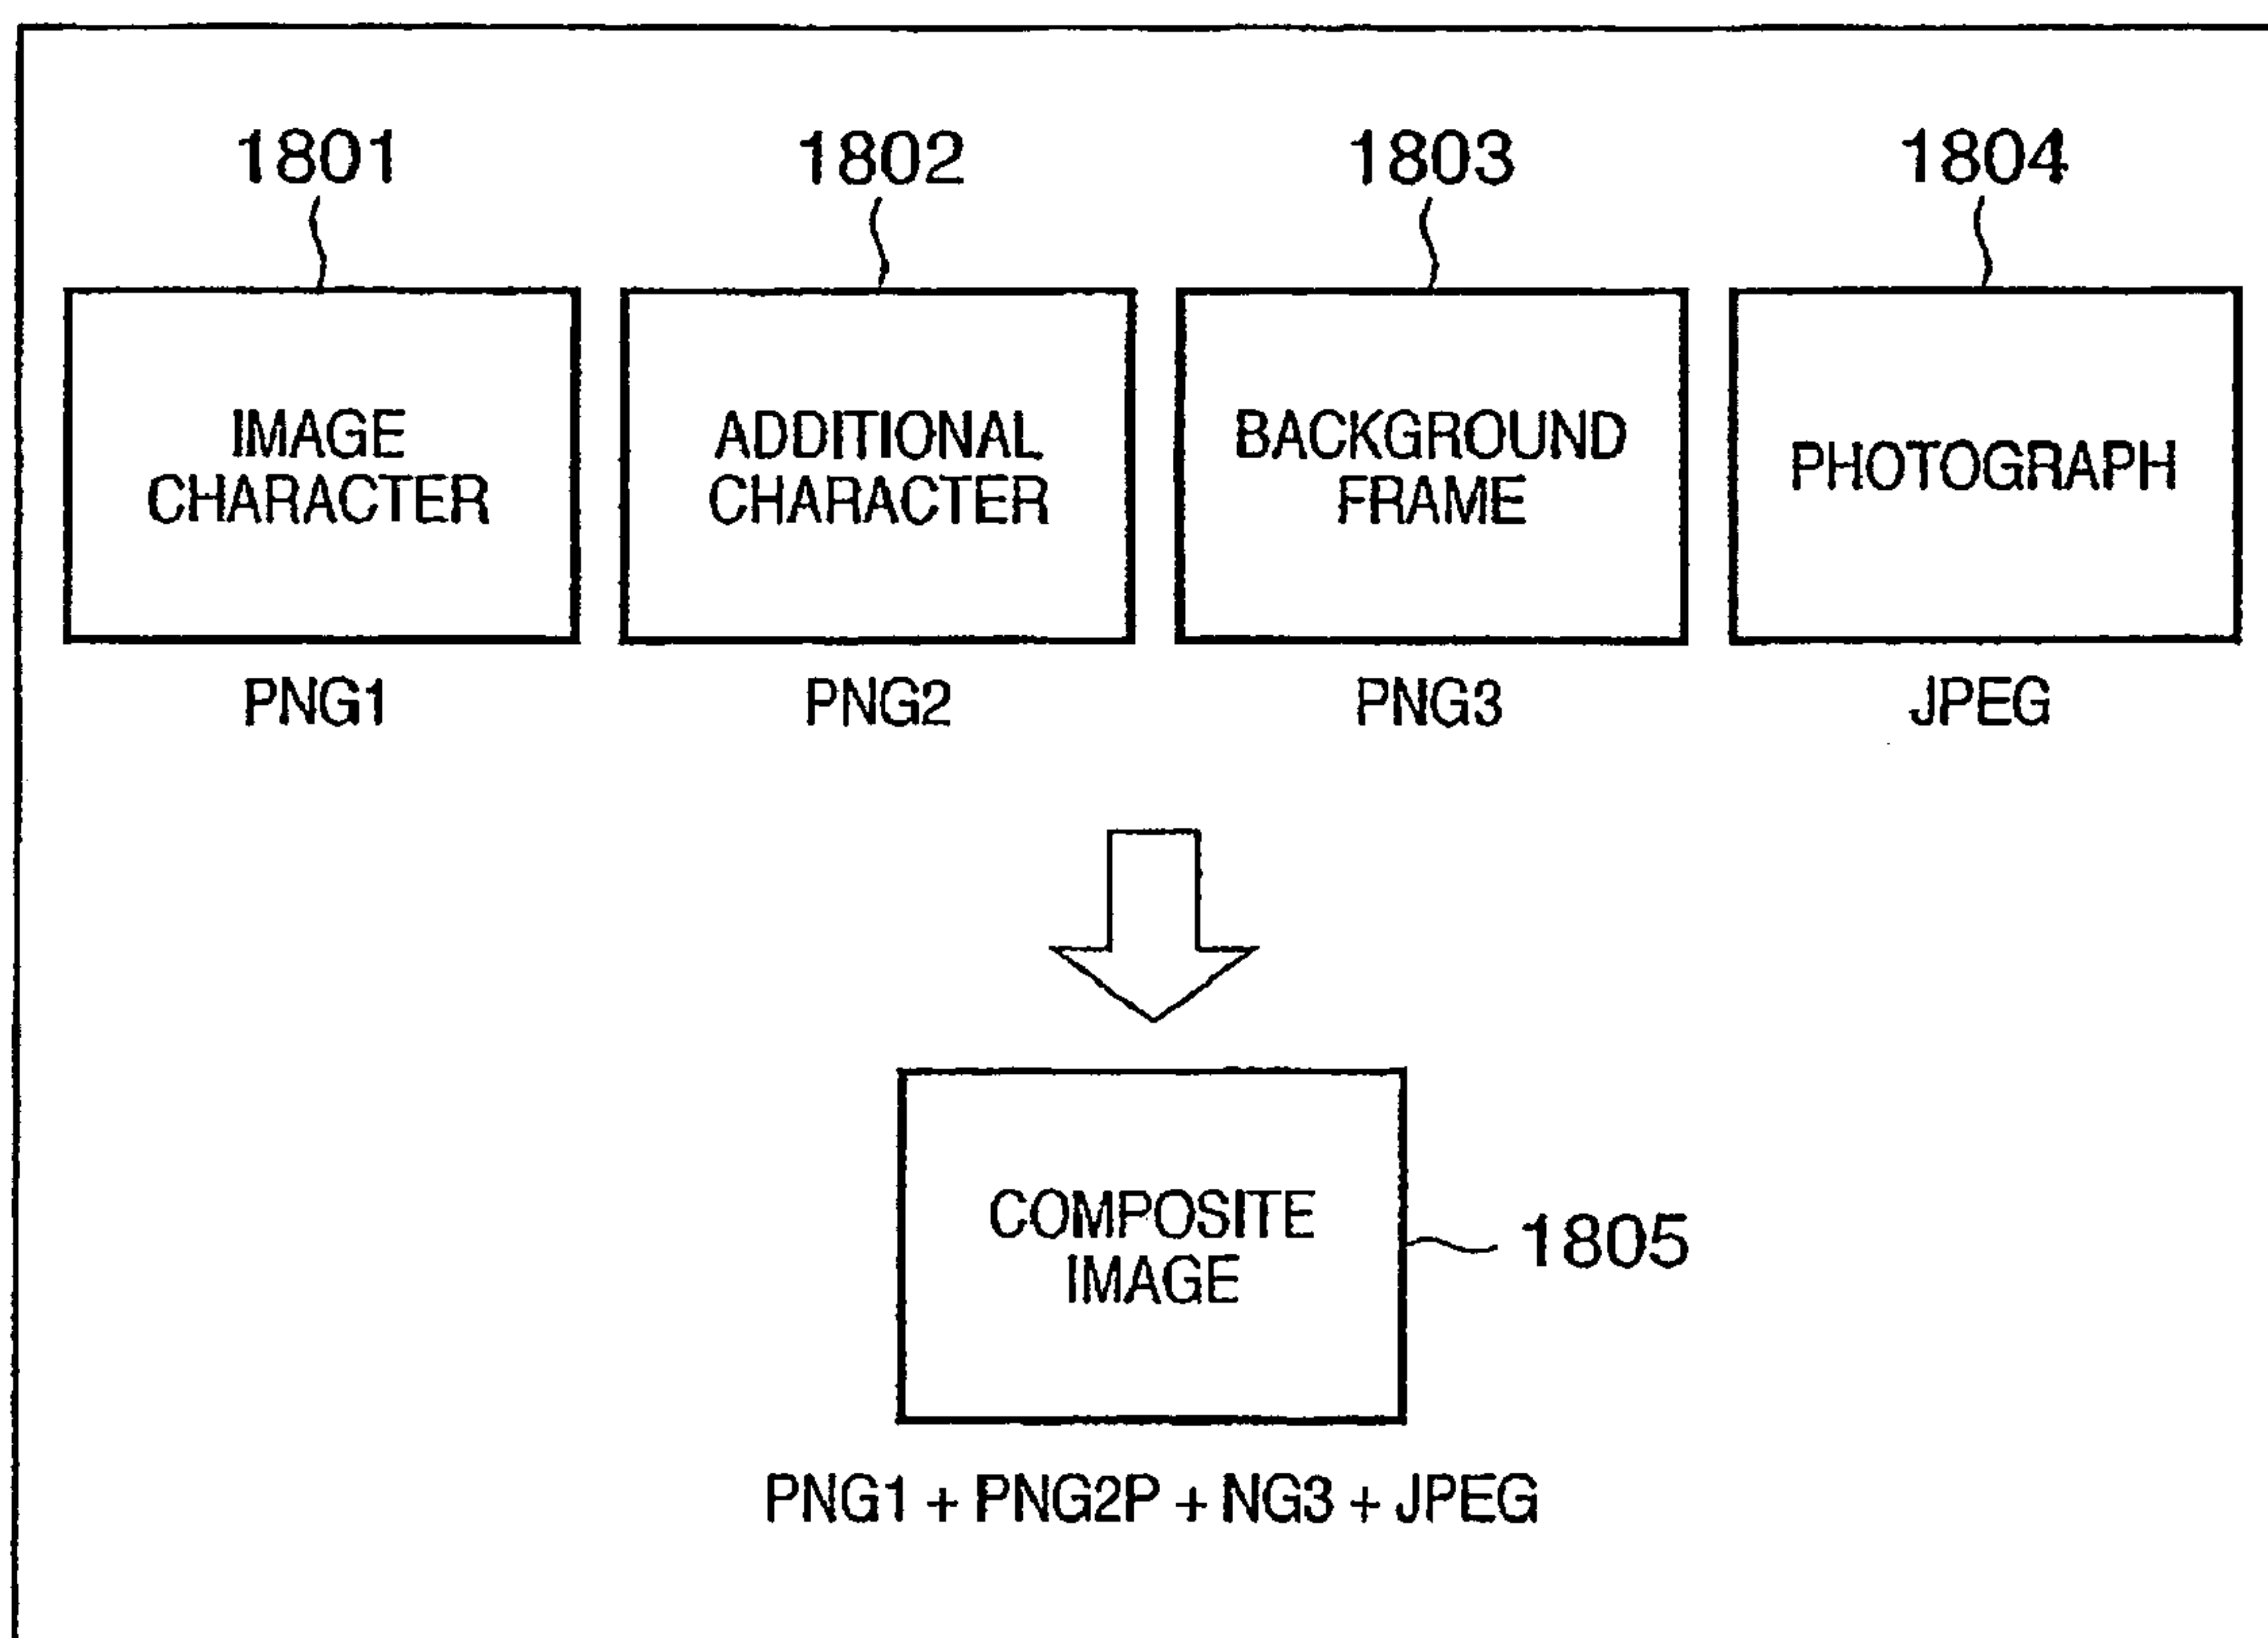 1801 1802 1803 1804
IMAGE
CHARACTER
ADDITIONAL
CHARACTER
BACKGROUND
FRAME
PHOTOGRAPH
PNG1 PNG2 PNG3 JPEG
COMPOSITE
IMAGE
1805
PNG1 + PNG2P + NG3 + JPEG